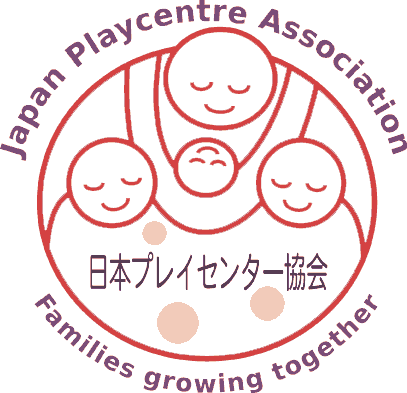 Japan Playcentre Association
日本プレイセンター協会
Families growing together